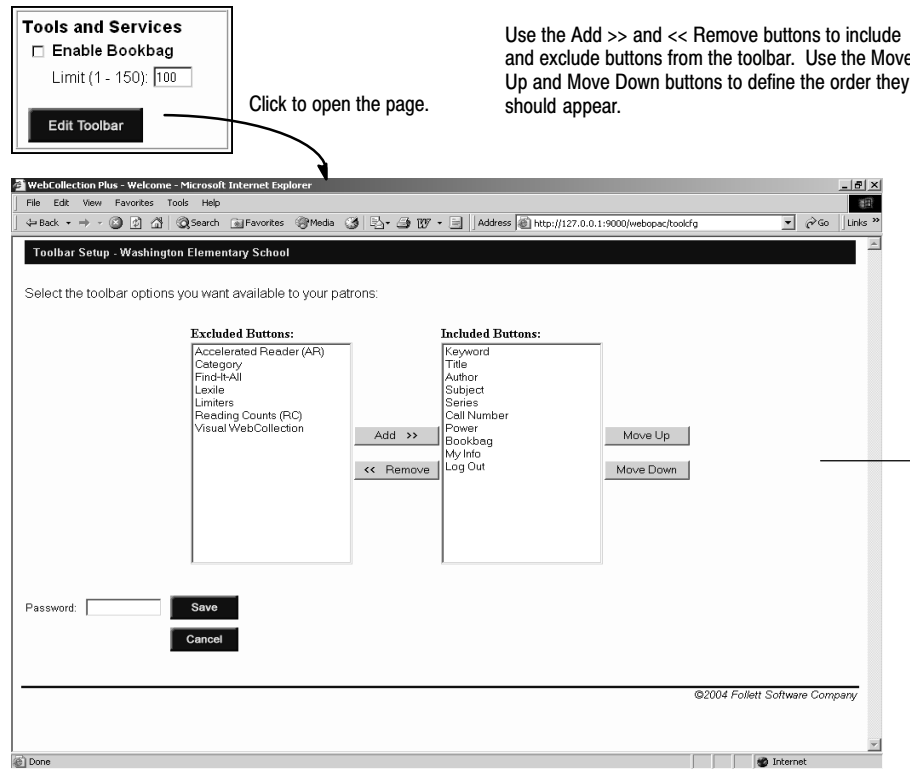 Tools and Services
Enable Bookbag
Limit (1 - 150): 100
Edit Toolbar
Click to open the page.
Use the Add >> and << Remove buttons to include
and exclude buttons from the toolbar. Use the Move
Up and Move Down buttons to define the order they
should appear.
WebCollection Plus - Welcome - Microsoft Internet Explorer
File Edit View Favorites Tools Help
Back Search Favorites Media Address http://127.0.0.1:9000/webopac/toolcfg Go Links »
Toolbar Setup - Washington Elementary School
Select the toolbar options you want available to your patrons:
Excluded Buttons:
Accelerated Reader (AR)
Category
Find-It-All
Lexile
Limiters
Reading Counts (RC)
Visual WebCollection
Add >>
<< Remove
Included Buttons:
Keyword
Title
Author
Subject
Series
Call Number
Power
Bookbag
My Info
Log Out
Move Up
Move Down
Password:
Save
Cancel
©2004 Follett Software Company
Done
Internet